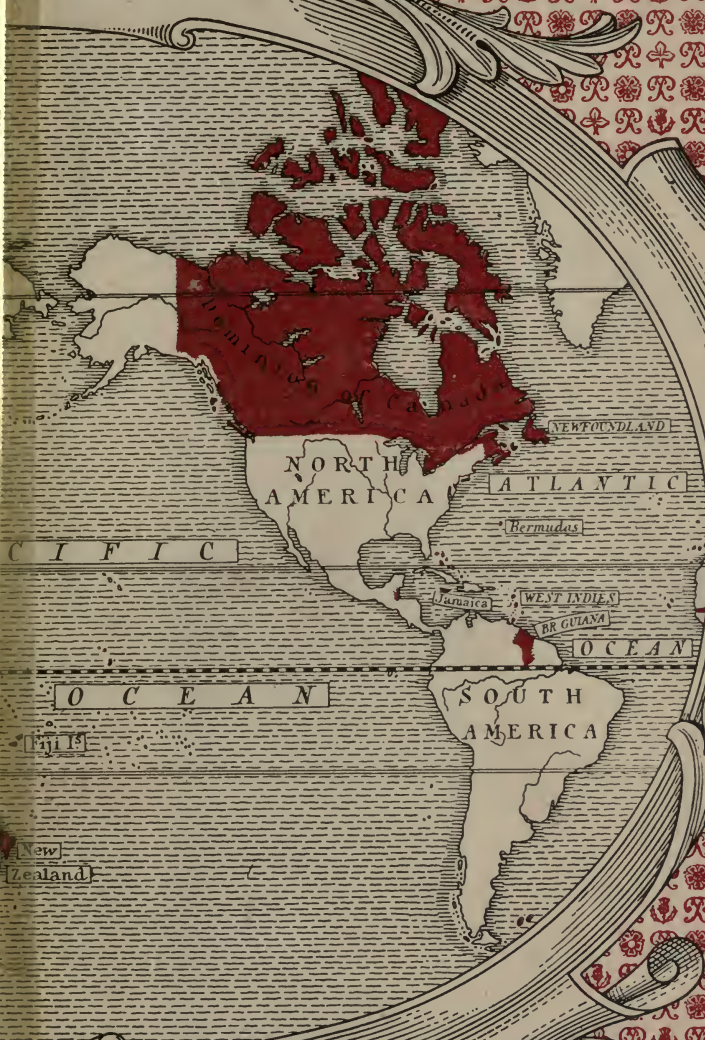 Dominion of Canada
NEWFOUNDLAND
NORTH
AMERICA
ATLANTIC
Bermudas
CIFIC
Jamaica
WEST INDIES
BR GUIANA
OCEAN
OCEAN
SOUTH
AMERICA
Fiji Is
New
Zealand